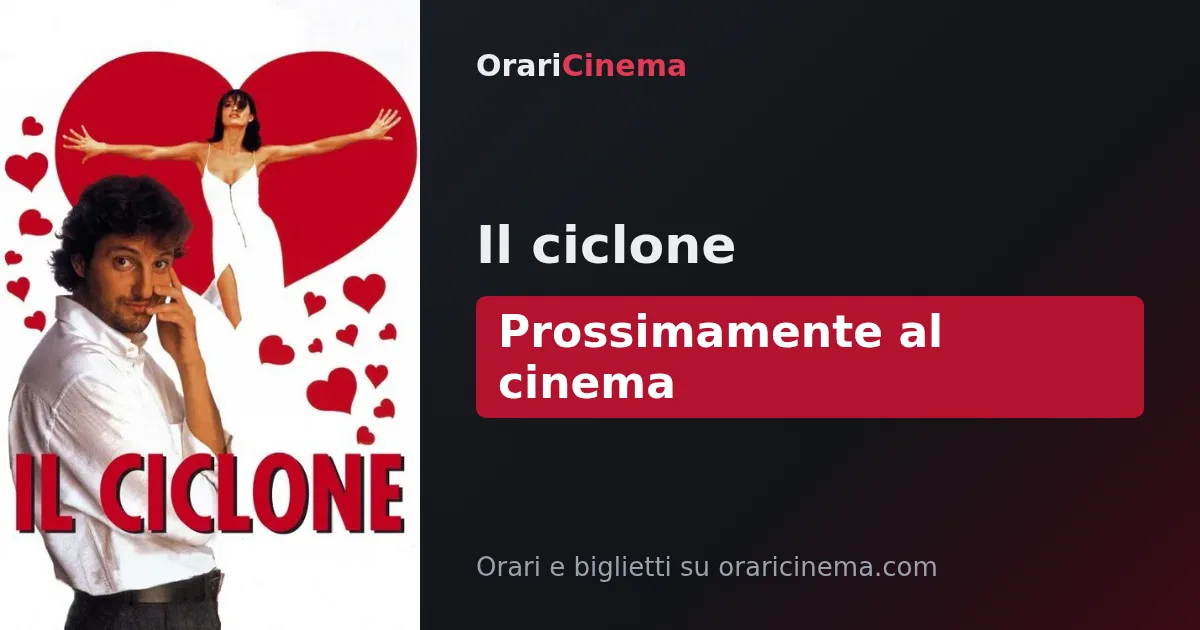 IL CICLONE
OrariCinema
Il ciclone
Prossimamente al
cinema
Orari e biglietti su oraricinema.com